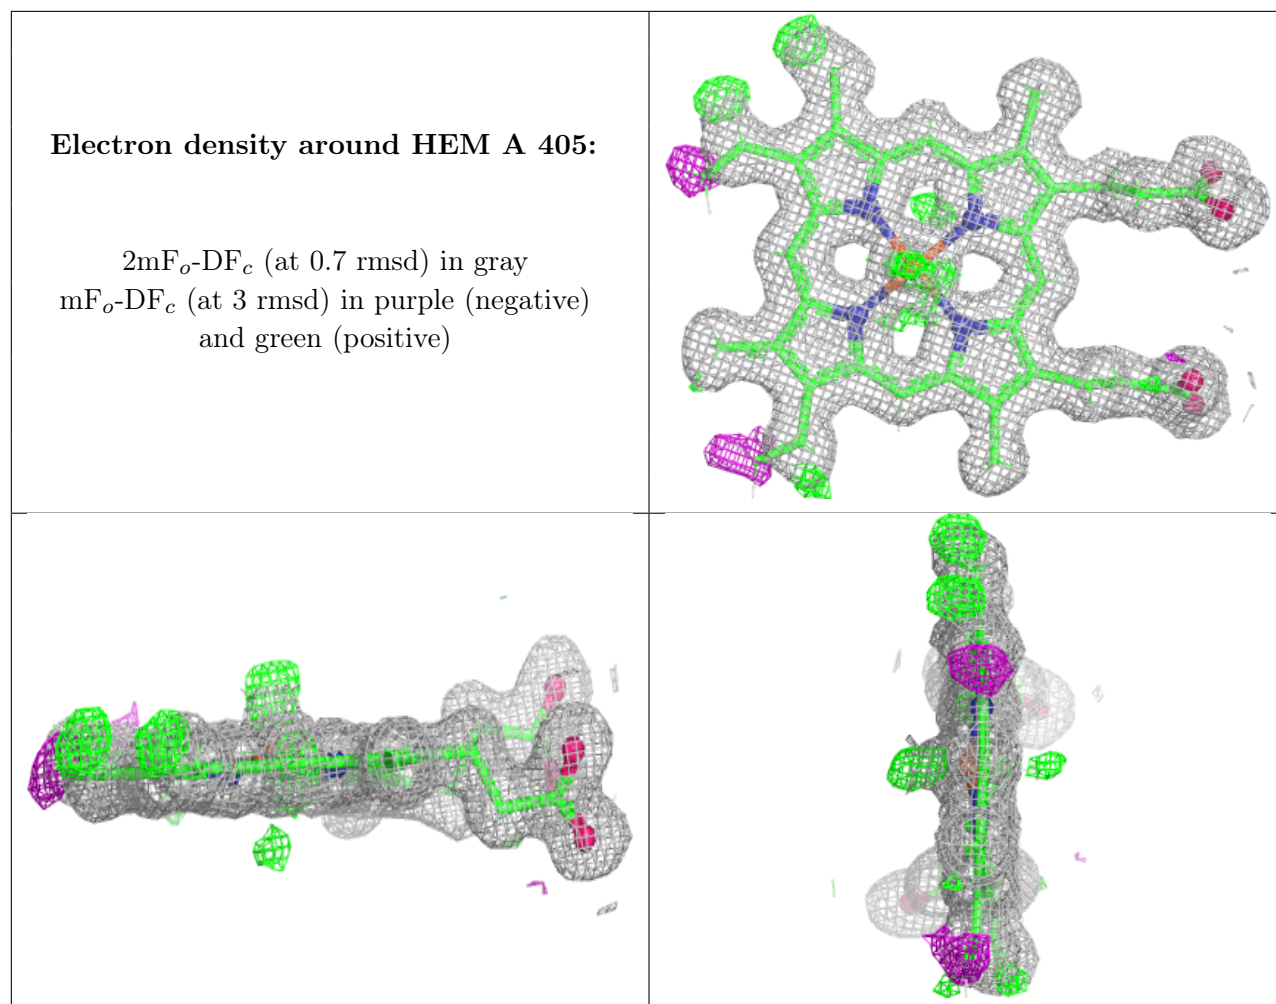 Electron density around HEM A 405:
2mFo-DFc (at 0.7 rmsd) in gray
mFo-DFc (at 3 rmsd) in purple (negative)
and green (positive)